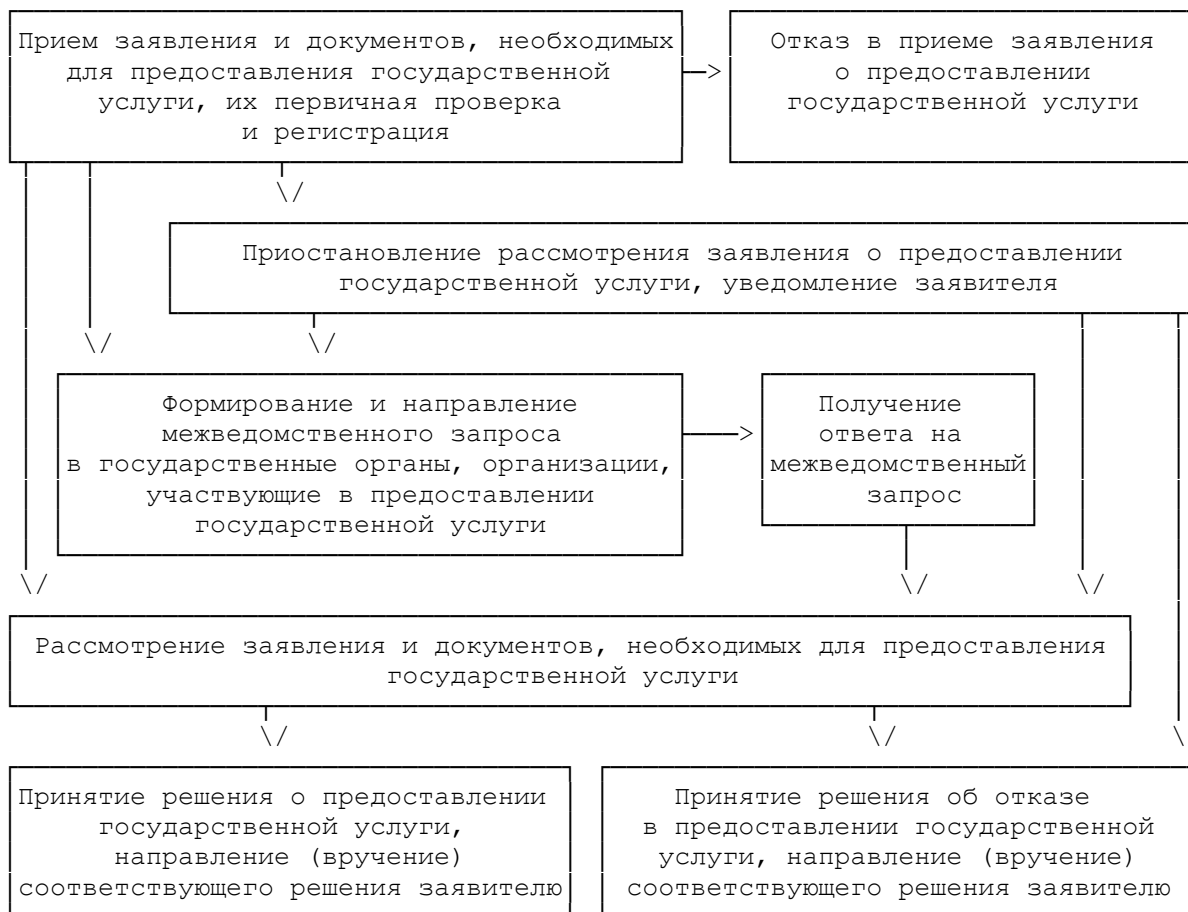 Прием заявления и документов, необходимых
для предоставления государственной
услуги, их первичная проверка
и регистрация
Отказ в приеме заявления
о предоставлении
государственной услуги
Приостановление рассмотрения заявления о предоставлении
государственной услуги, уведомление заявителя
Формирование и направление
межведомственного запроса
в государственные органы, организации,
участвующие в предоставлении
государственной услуги
Получение
ответа на
межведомственный
запрос
Рассмотрение заявления и документов, необходимых для предоставления
государственной услуги
Принятие решения о предоставлении
государственной услуги,
направление (вручение)
соответствующего решения заявителю
Принятие решения об отказе
в предоставлении государственной
услуги, направление (вручение)
соответствующего решения заявителю